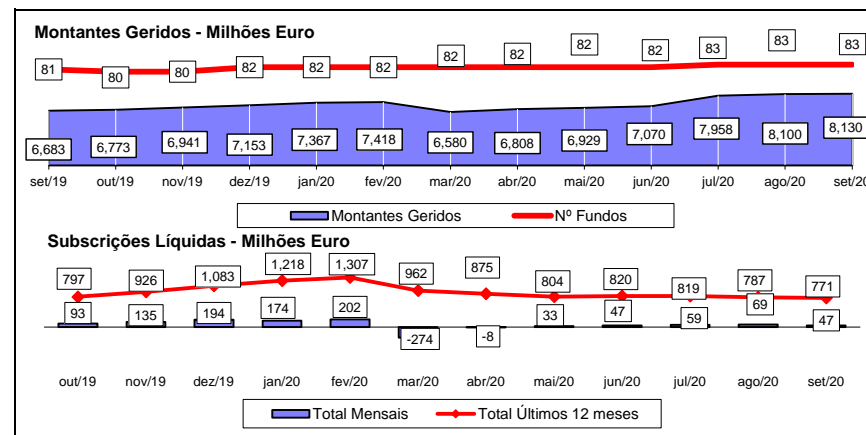 Montantes Geridos - Milhões Euro
81 80 80 82 82 82 82 82 82 82 83 83 83
6,683 6,773 6,941 7,153 7,367 7,418 6,580 6,808 6,929 7,070 7,958 8,100 8,130
set/19 out/19 nov/19 dez/19 jan/20 fev/20 mar/20 abr/20 mai/20 jun/20 jul/20 ago/20 set/20
Montantes Geridos Nº Fundos
Subscrições Líquidas - Milhões Euro
797 926 1,083 1,218 1,307 962 875 804 820 819 787 771
93 135 194 174 202 -274 -8 33 47 59 69 47
out/19 nov/19 dez/19 jan/20 fev/20 mar/20 abr/20 mai/20 jun/20 jul/20 ago/20 set/20
Total Mensais Total Últimos 12 meses